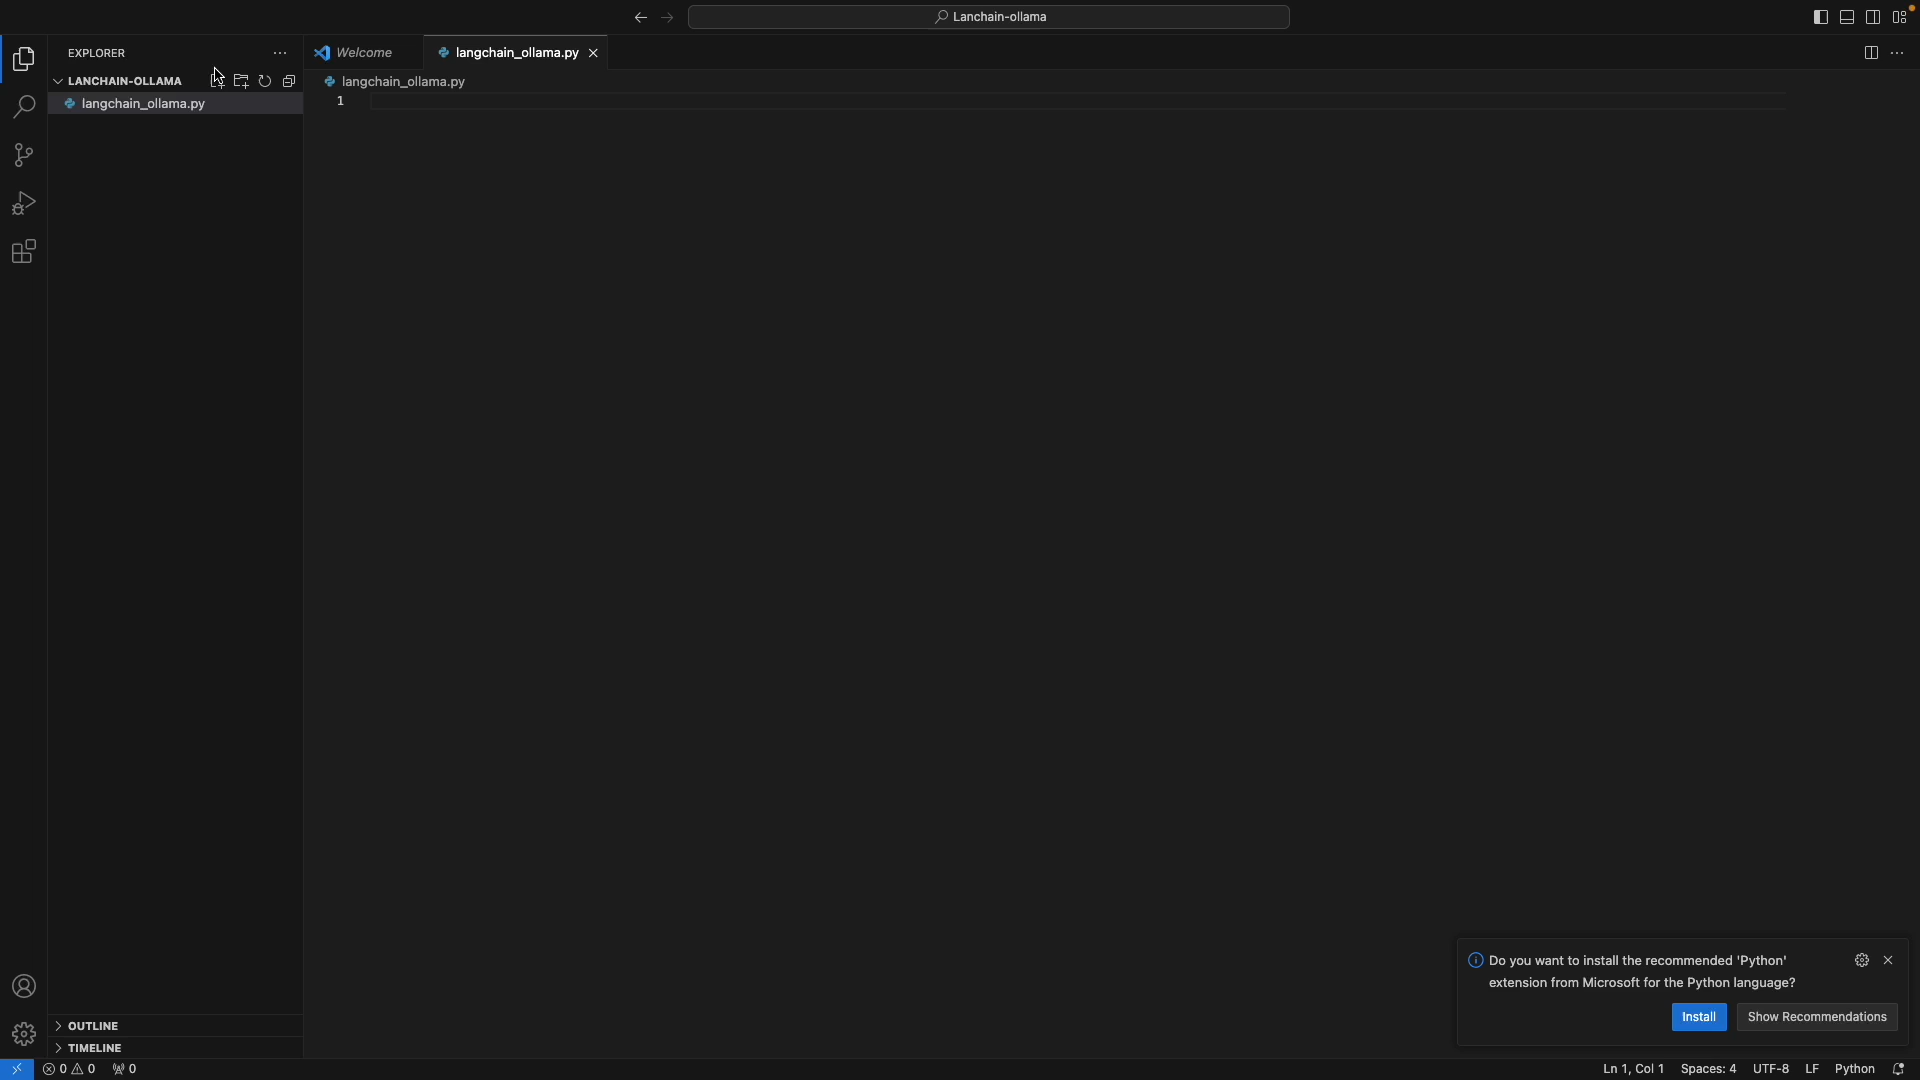 Lanchain-ollama
EXPLORER
Welcome
langchain_ollama.py
LANCHAIN-OLLAMA
langchain_ollama.py
langchain_ollama.py
1
Do you want to install the recommended 'Python'
extension from Microsoft for the Python language?
Install
Show Recommendations
OUTLINE
TIMELINE
0 0 0
Ln 1, Col 1 Spaces: 4 UTF-8 LF Python